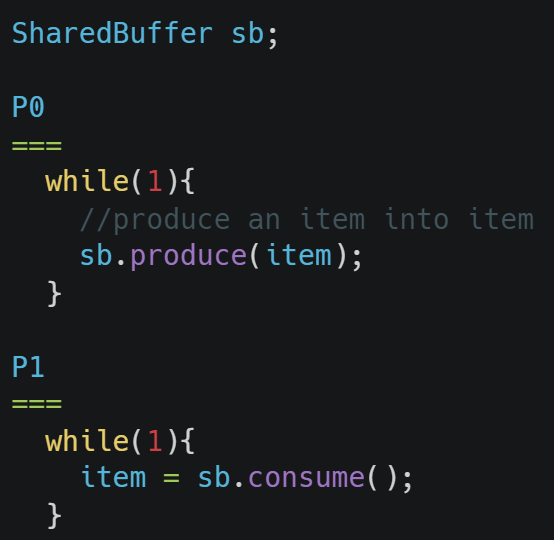 SharedBuffer sb;

P0
===
  while(1){
    //produce an item into item
    sb.produce(item);
  }

P1
===
  while(1){
    item = sb.consume();
  }